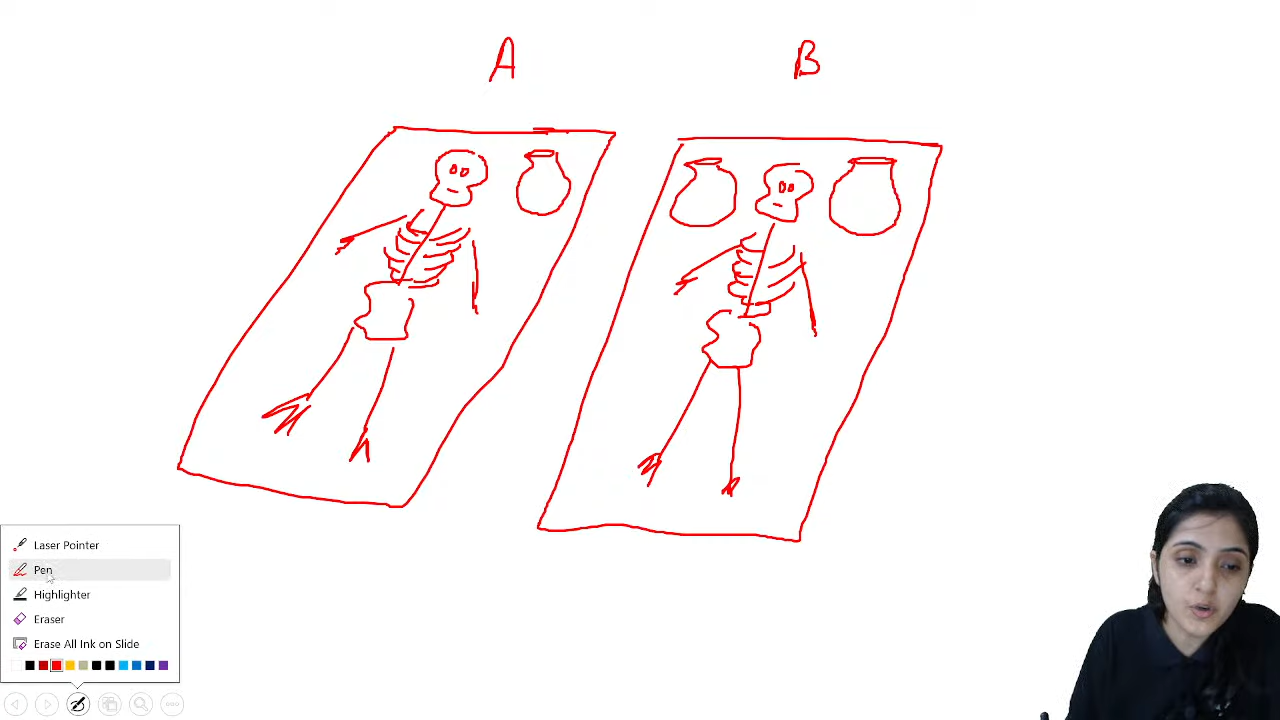 A B
Laser Pointer
Pen
Highlighter
Eraser
Erase All Ink on Slide